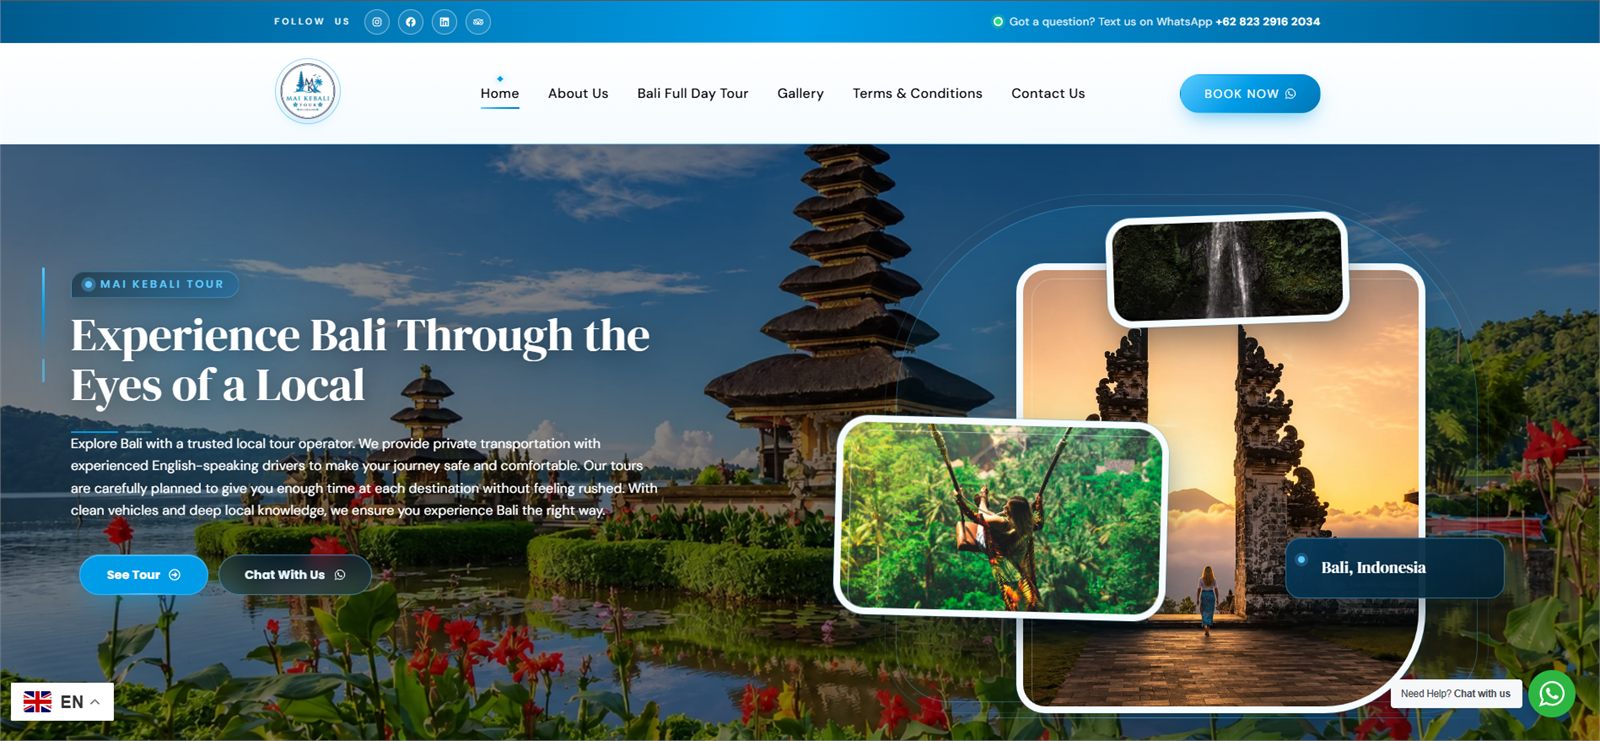 FOLLOW US
Got a question? Text us on WhatsApp +62 823 2916 2034
MK
MAI KEBALI
TOUR
Home
About Us
Bali Full Day Tour
Gallery
Terms & Conditions
Contact Us
BOOK NOW
MAI KEBALI TOUR
Experience Bali Through the
Eyes of a Local
Explore Bali with a trusted local tour operator. We provide private transportation with
experienced English-speaking drivers to make your journey safe and comfortable. Our tours
are carefully planned to give you enough time at each destination without feeling rushed. With
clean vehicles and deep local knowledge, we ensure you experience Bali the right way.
See Tour
Chat With Us
Bali, Indonesia
EN
Need Help? Chat with us